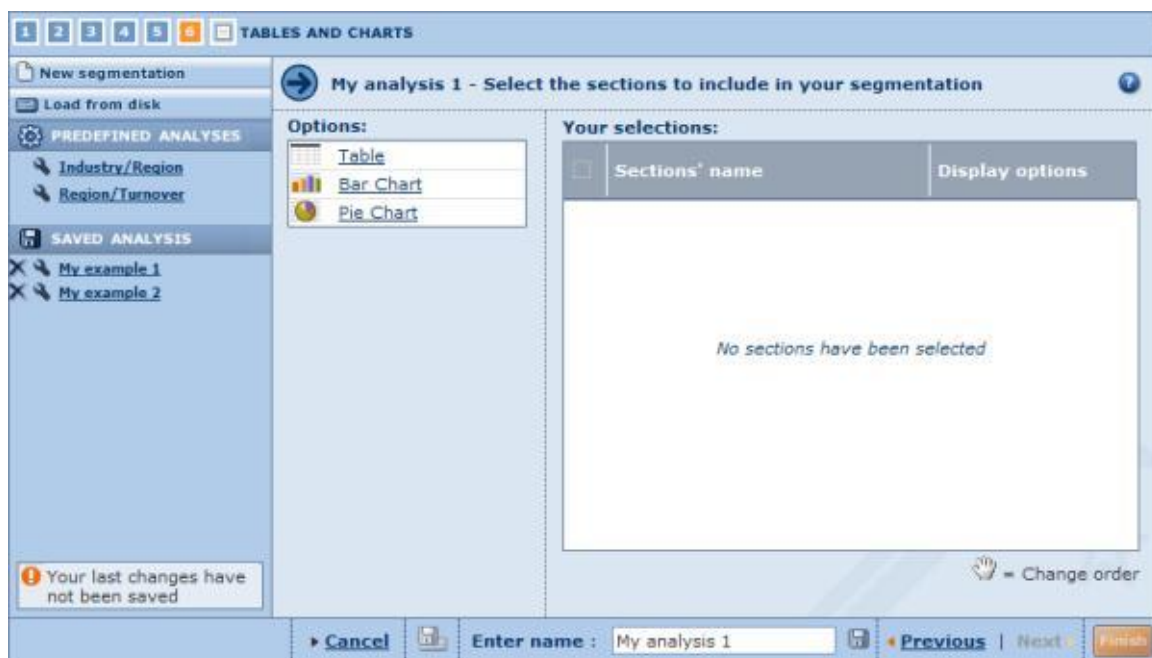 1 2 3 4 5 6 TABLES AND CHARTS
New segmentation
Load from disk
PREDEFINED ANALYSES
Industry/Region
Region/Turnover
SAVED ANALYSIS
My example 1
My example 2
Your last changes have
not been saved
My analysis 1 - Select the sections to include in your segmentation
?
Options:
Table
Bar Chart
Pie Chart
Your selections:
Sections' name Display options
No sections have been selected
= Change order
Cancel Enter name : My analysis 1 Previous | Next Finish